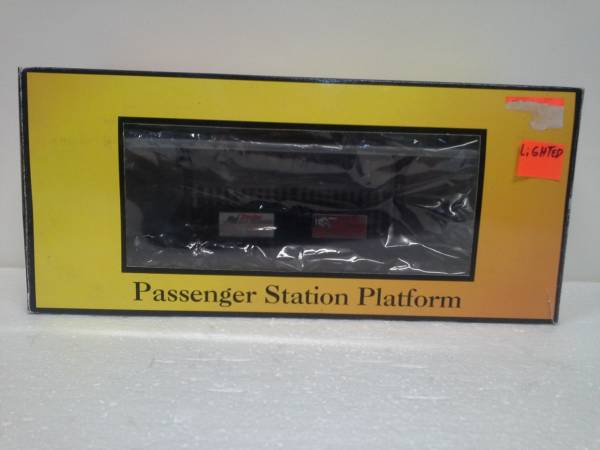 LiGHTED
Passenger Station Platform